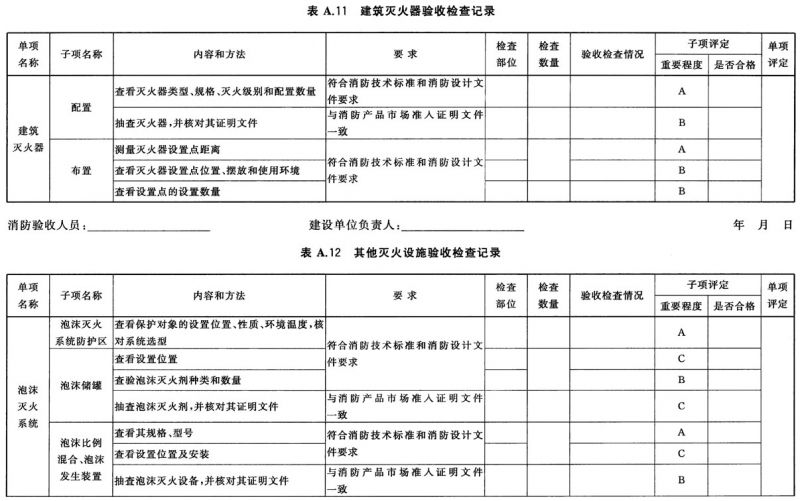 表 A.11 建筑灭火器验收检查记录
单项名称 子项名称 内容和方法 要 求 检查部位 检查数量 验收检查情况 子项评定 单项评定
重要程度 是否合格
建筑灭火器 配置 查看灭火器类型、规格、灭火级别和配置数量 符合消防技术标准和消防设计文件要求 A
抽查灭火器,并核对其证明文件 与消防产品市场准入证明文件一致 B
布置 测量灭火器设置点距离 符合消防技术标准和消防设计文件要求 A
查看灭火器设置点位置、摆放和使用环境 B
查看设置点的设置数量 B
消防验收人员: 建设单位负责人: 年 月 日
表 A.12 其他灭火设施验收检查记录
单项名称 子项名称 内容和方法 要 求 检查部位 检查数量 验收检查情况 子项评定 单项评定
重要程度 是否合格
泡沫灭火系统 泡沫灭火系统防护区 查看保护对象的设置位置、性质、环境温度,核对系统选型 符合消防技术标准和消防设计文件要求 A
泡沫储罐 查看设置位置 C
查验泡沫灭火剂种类和数量 B
抽查泡沫灭火剂,并核对其证明文件 与消防产品市场准入证明文件一致 C
泡沫比例混合、泡沫发生装置 查看其规格、型号 符合消防技术标准和消防设计文件要求 A
查看设置位置及安装 C
抽查泡沫灭火设备,并核对其证明文件 与消防产品市场准入证明文件一致 B